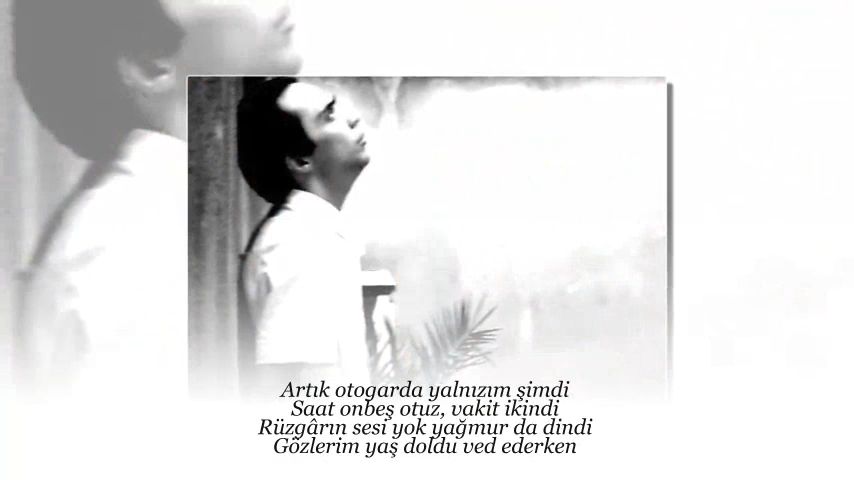 Artık otogarda yalnızım şimdi
Saat onbeş otuz, vakit ikindi
Rüzgârın sesi yok yağmur da dindi
Gözlerim yaş doldu ved ederken